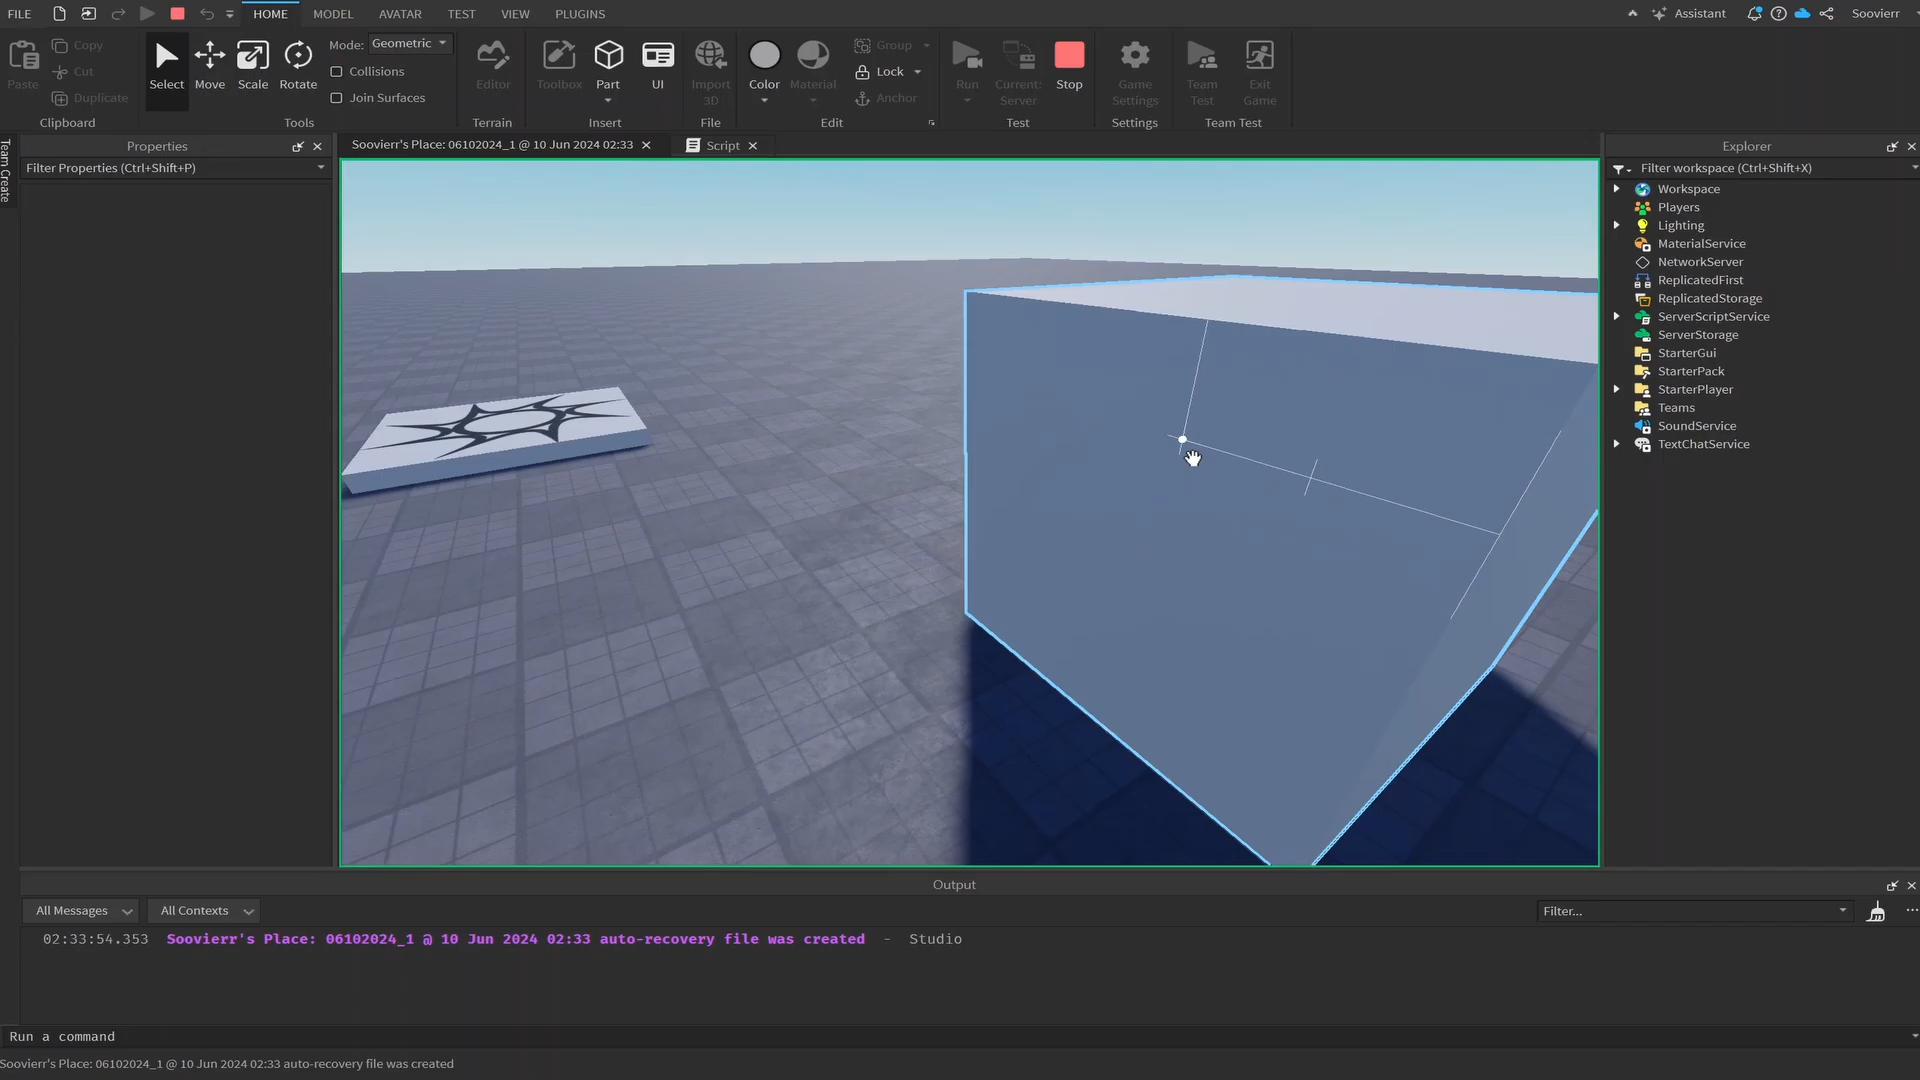 FILE HOME MODEL AVATAR TEST VIEW PLUGINS Assistant Soovierr
Paste Copy Cut Duplicate Clipboard
Select Move Scale Rotate Mode: Geometric Collisions Join Surfaces Tools
Editor Terrain
Toolbox Part UI Insert
Import 3D File
Color Material Group Lock Anchor Edit
Run Current: Server Stop Test
Game Settings Settings
Team Test Exit Game Team Test
Team Create
Properties
Filter Properties (Ctrl+Shift+P)
Soovierr's Place: 06102024_1 @ 10 Jun 2024 02:33
Script
Explorer
Filter workspace (Ctrl+Shift+X)
Workspace
Players
Lighting
MaterialService
NetworkServer
ReplicatedFirst
ReplicatedStorage
ServerScriptService
ServerStorage
StarterGui
StarterPack
StarterPlayer
Teams
SoundService
TextChatService
Output
All Messages All Contexts Filter...
02:33:54.353 Soovierr's Place: 06102024_1 @ 10 Jun 2024 02:33 auto-recovery file was created - Studio
Run a command
Soovierr's Place: 06102024_1 @ 10 Jun 2024 02:33 auto-recovery file was created